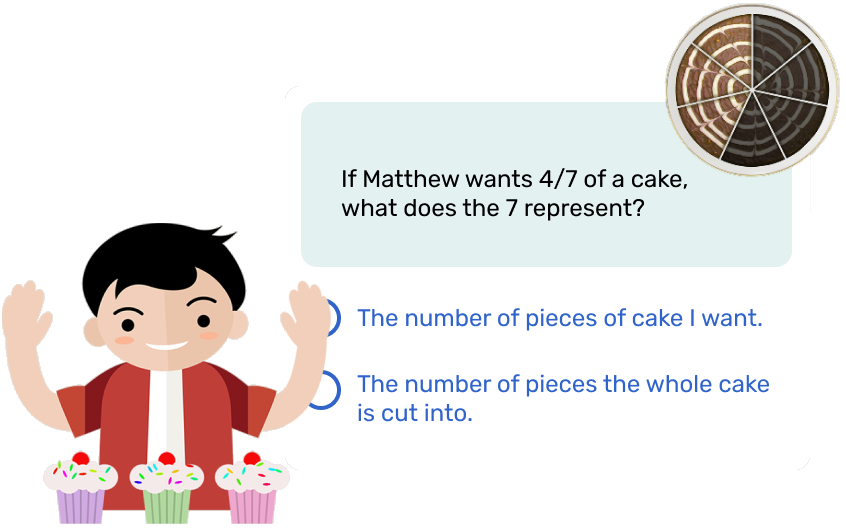 If Matthew wants 4/7 of a cake,
what does the 7 represent?
The number of pieces of cake I want.
The number of pieces the whole cake
is cut into.